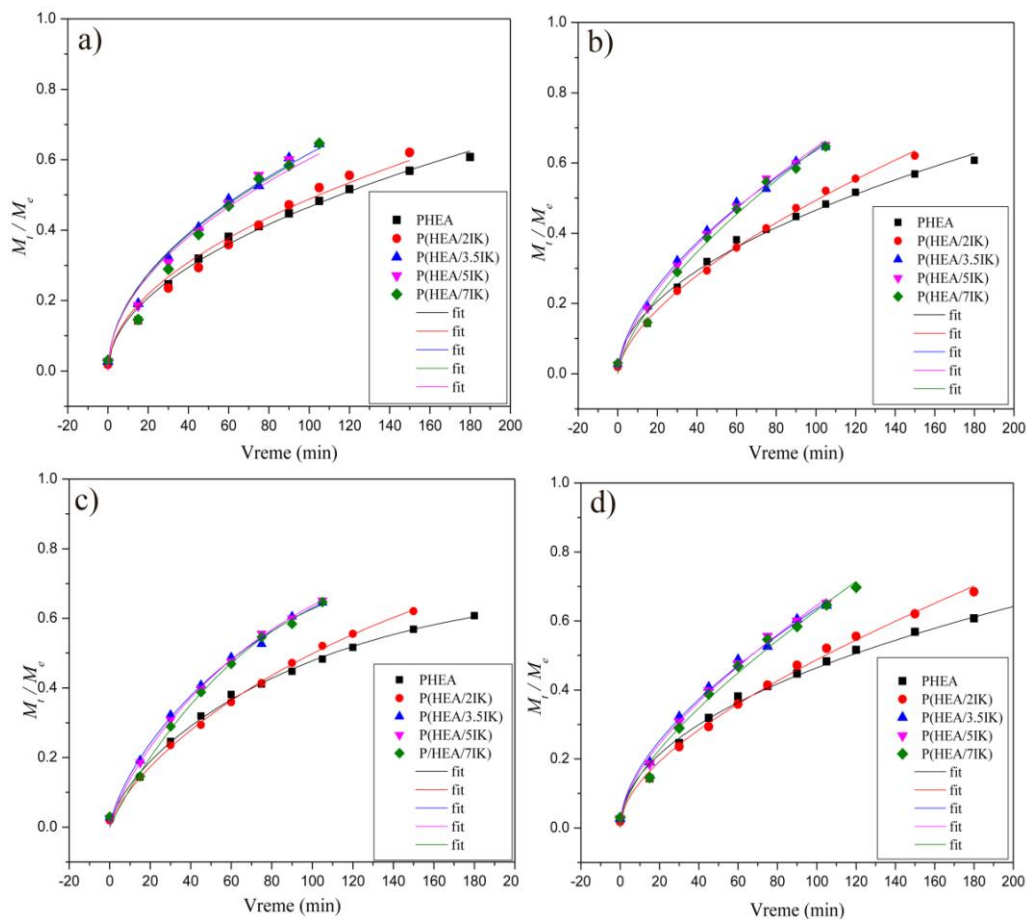 a)
1.0
0.8
0.6
0.4
0.2
0.0
M_t / M_e
-20 0 20 40 60 80 100 120 140 160 180 200
Vreme (min)
PHEA
P(HEA/2IK)
P(HEA/3.5IK)
P(HEA/5IK)
P(HEA/7IK)
fit
fit
fit
fit
fit
b)
1.0
0.8
0.6
0.4
0.2
0.0
M_t / M_e
-20 0 20 40 60 80 100 120 140 160 180 200
Vreme (min)
PHEA
P(HEA/2IK)
P(HEA/3.5IK)
P(HEA/5IK)
P(HEA/7IK)
fit
fit
fit
fit
fit
c)
1.0
0.8
0.6
0.4
0.2
0.0
M_t / M_e
-20 0 20 40 60 80 100 120 140 160 180 20
Vreme (min)
PHEA
P(HEA/2IK)
P(HEA/3.5IK)
P(HEA/5IK)
P/HEA/7IK)
fit
fit
fit
fit
fit
d)
1.0
0.8
0.6
0.4
0.2
0.0
M_t / M_e
-20 0 20 40 60 80 100 120 140 160 180 200
Vreme (min)
PHEA
P(HEA/2IK)
P(HEA/3.5IK)
P(HEA/5IK)
P(HEA/7IK)
fit
fit
fit
fit
fit